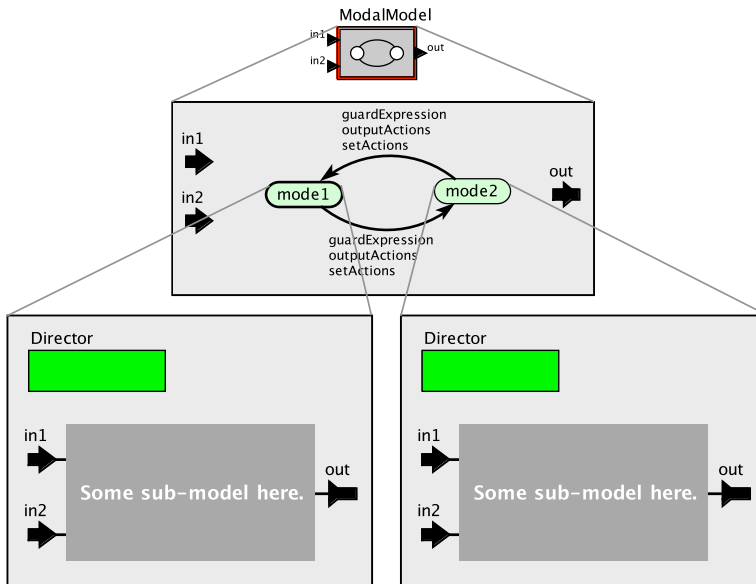 ModalModel
in1
in2
out
guardExpression
outputActions
setActions
in1
in2
out
mode1
mode2
guardExpression
outputActions
setActions
Director
in1
in2
out
Some sub-model here.
Director
in1
in2
out
Some sub-model here.